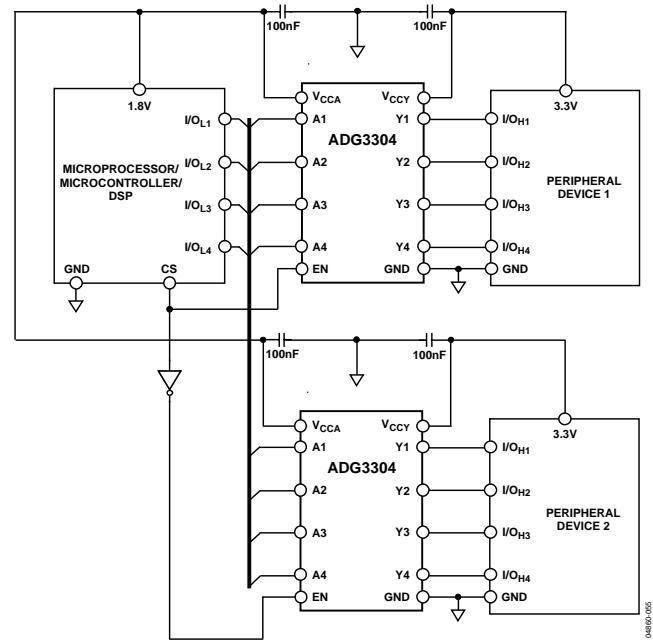 100nF 100nF
1.8V
3.3V
VCCA VCCY
ADG3304
A1 Y1
A2 Y2
A3 Y3
A4 Y4
EN GND
MICROPROCESSOR/
MICROCONTROLLER/
DSP
I/OL1
I/OL2
I/OL3
I/OL4
GND CS
I/OH1
I/OH2
I/OH3
I/OH4
GND
PERIPHERAL
DEVICE 1
100nF 100nF
3.3V
VCCA VCCY
ADG3304
A1 Y1
A2 Y2
A3 Y3
A4 Y4
EN GND
I/OH1
I/OH2
I/OH3
I/OH4
GND
PERIPHERAL
DEVICE 2
04860-055